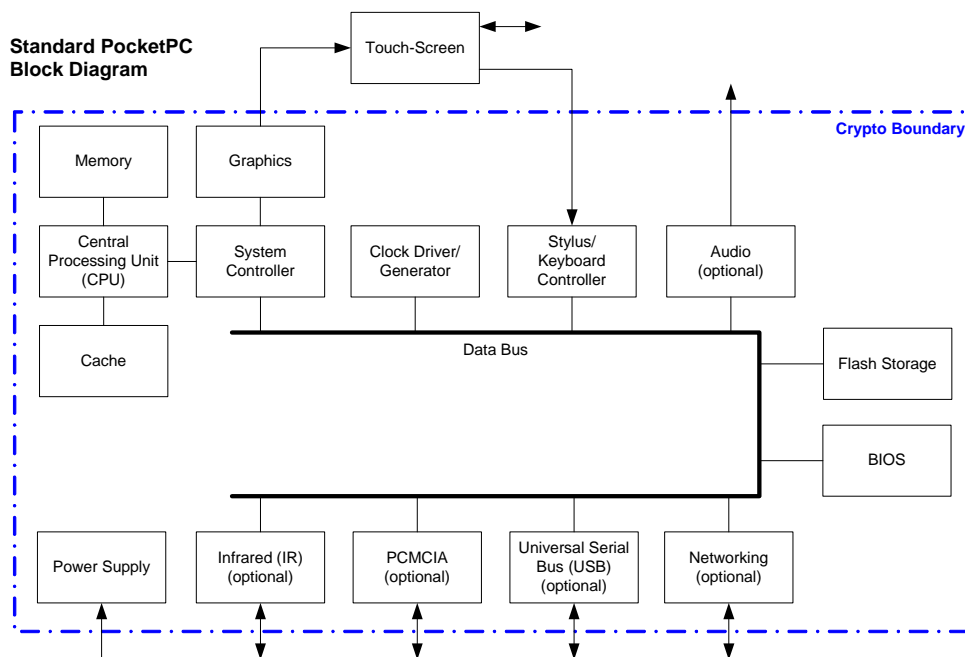 Standard PocketPC
Block Diagram
Touch-Screen
Crypto Boundary
Memory
Graphics
Central
Processing Unit
(CPU)
System
Controller
Clock Driver/
Generator
Stylus/
Keyboard
Controller
Audio
(optional)
Cache
Data Bus
Flash Storage
BIOS
Power Supply
Infrared (IR)
(optional)
PCMCIA
(optional)
Universal Serial
Bus (USB)
(optional)
Networking
(optional)